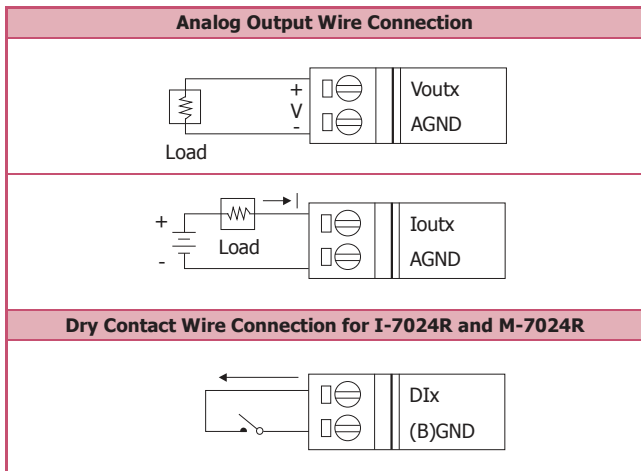 Analog Output Wire Connection
+
V
-
Voutx
AGND
Load
+
-
Load
I
Ioutx
AGND
Dry Contact Wire Connection for I-7024R and M-7024R
DIx
(B)GND